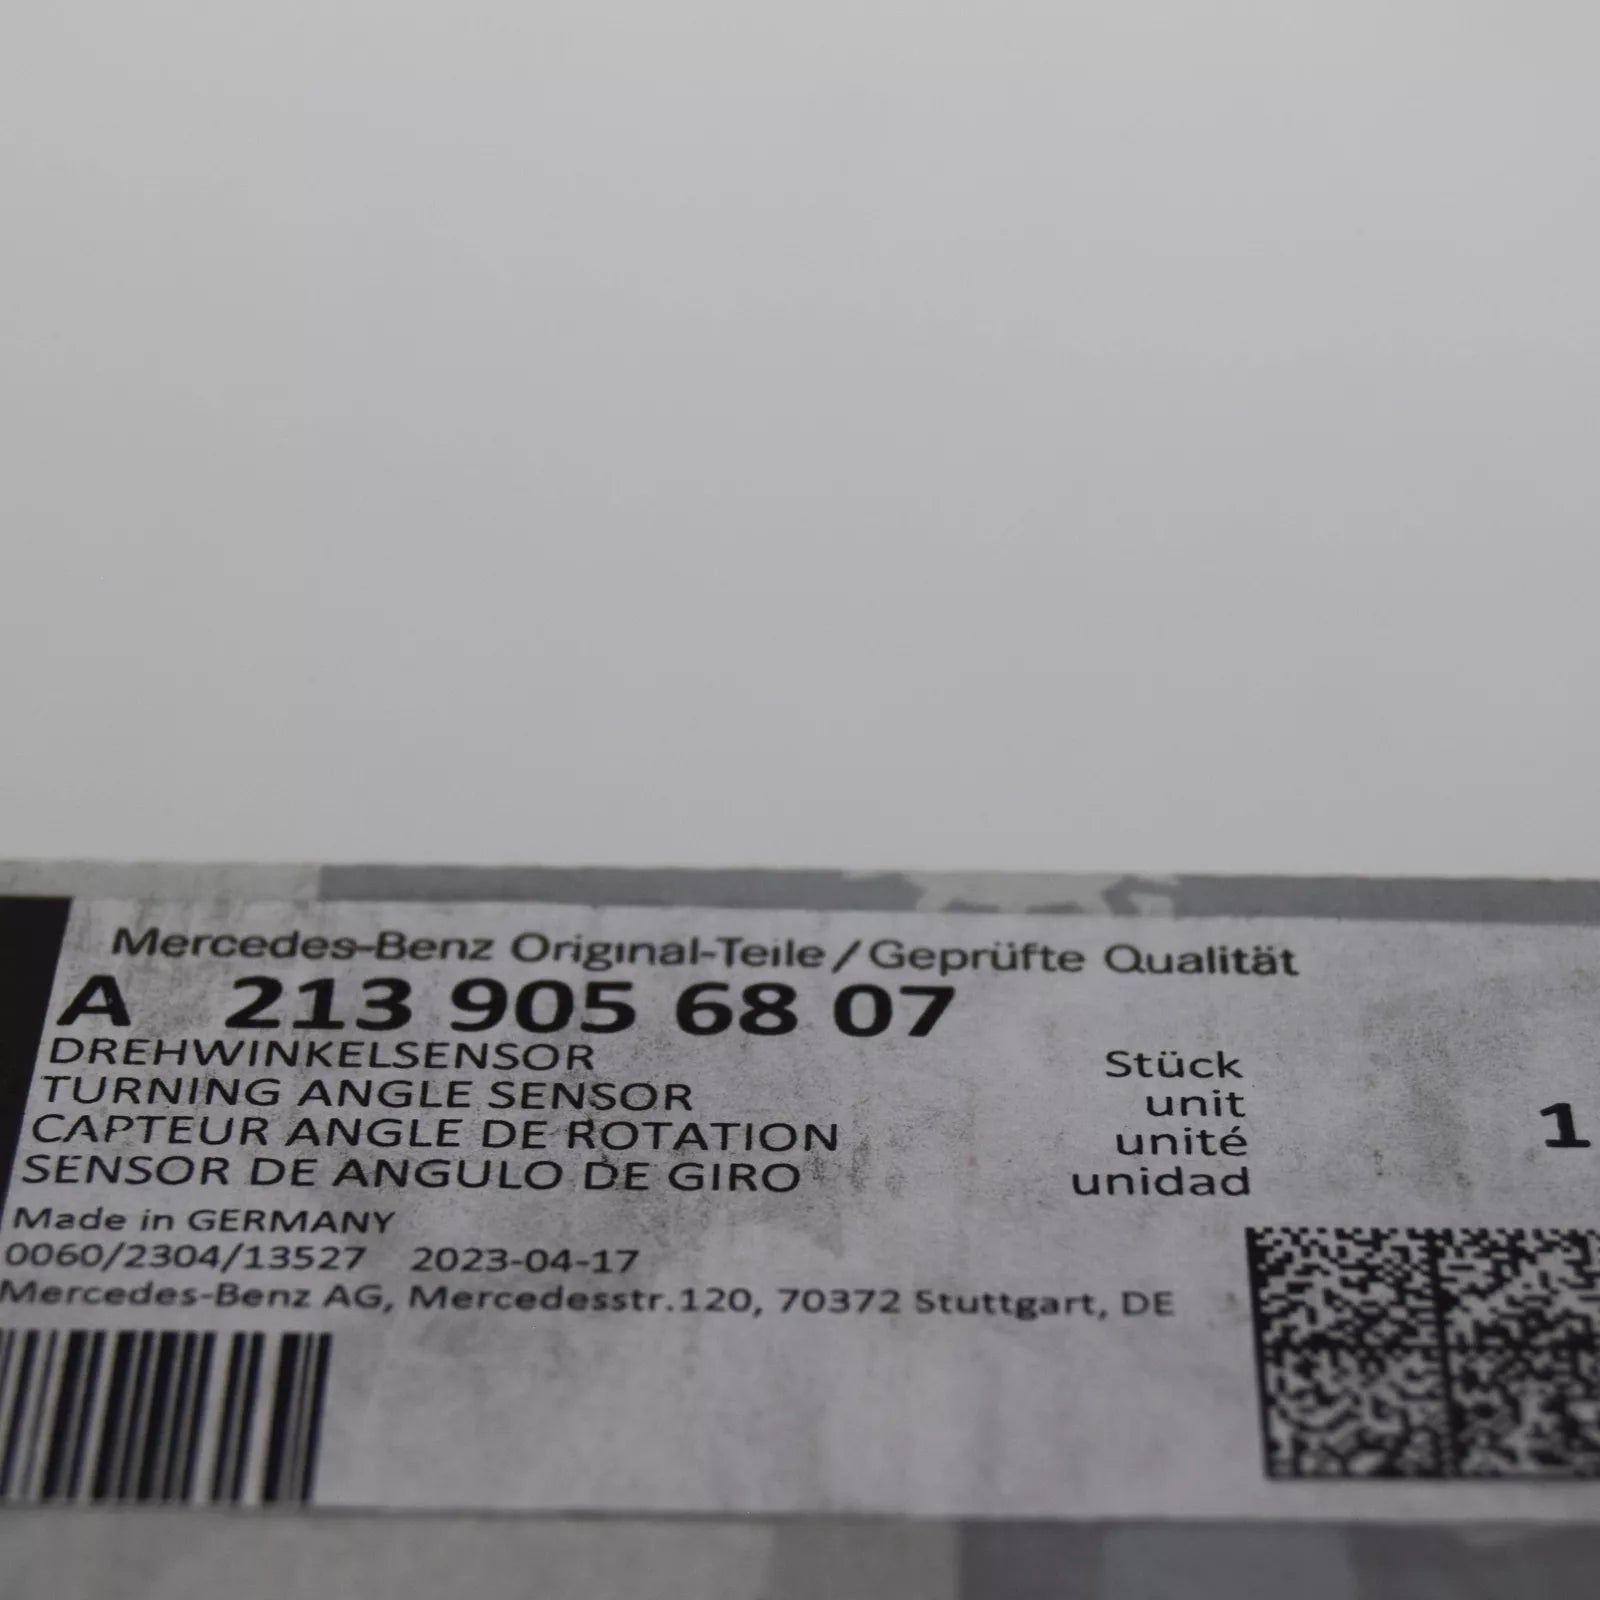 Mercedes-Benz Original-Teile / Geprüfte Qualität
A 213 905 68 07
DREHWINKELSENSOR
TURNING ANGLE SENSOR
CAPTEUR ANGLE DE ROTATION
SENSOR DE ANGULO DE GIRO
Stück
unit
unité
unidad
1
Made in GERMANY
0060/2304/13527 2023-04-17
Mercedes-Benz AG, Mercedesstr.120, 70372 Stuttgart, DE